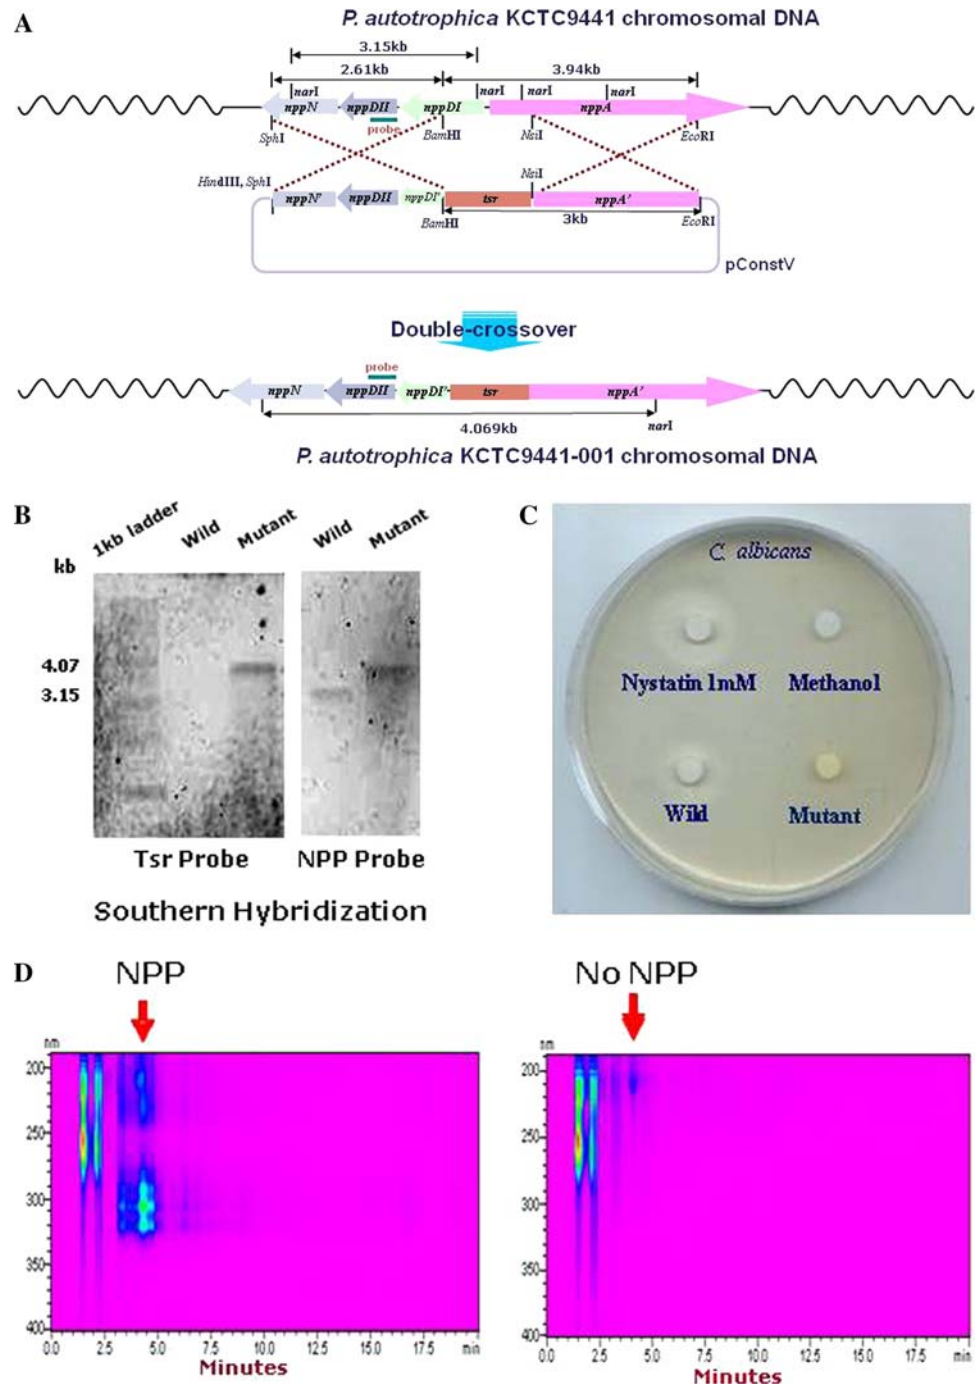 A
P. autotrophica KCTC9441 chromosomal DNA
3.15kb
2.61kb
3.94kb
narI
narI
narI
narI
nppN
nppDII
nppDI
nppA
probe
SphI
BamHI
NsiI
EcoRI
HindIII, SphI
NsiI
nppN'
nppDII
nppDI'
tsr
nppA'
BamHI
3kb
EcoRI
pConstV
Double-crossover
probe
nppN
nppDII
nppDI'
tsr
nppA'
4.069kb
narI
P. autotrophica KCTC9441-001 chromosomal DNA
B
1kb ladder
Wild
Mutant
Wild
Mutant
kb
4.07
3.15
Tsr Probe
NPP Probe
Southern Hybridization
C
C. albicans
Nystatin 1mM
Methanol
Wild
Mutant
D
NPP
nm
200
250
300
350
400
0.0 2.5 5.0 7.5 10.0 12.5 15.0 17.5 min
Minutes
No NPP
nm
200
250
300
350
400
0.0 2.5 5.0 7.5 10.0 12.5 15.0 17.5 min
Minutes